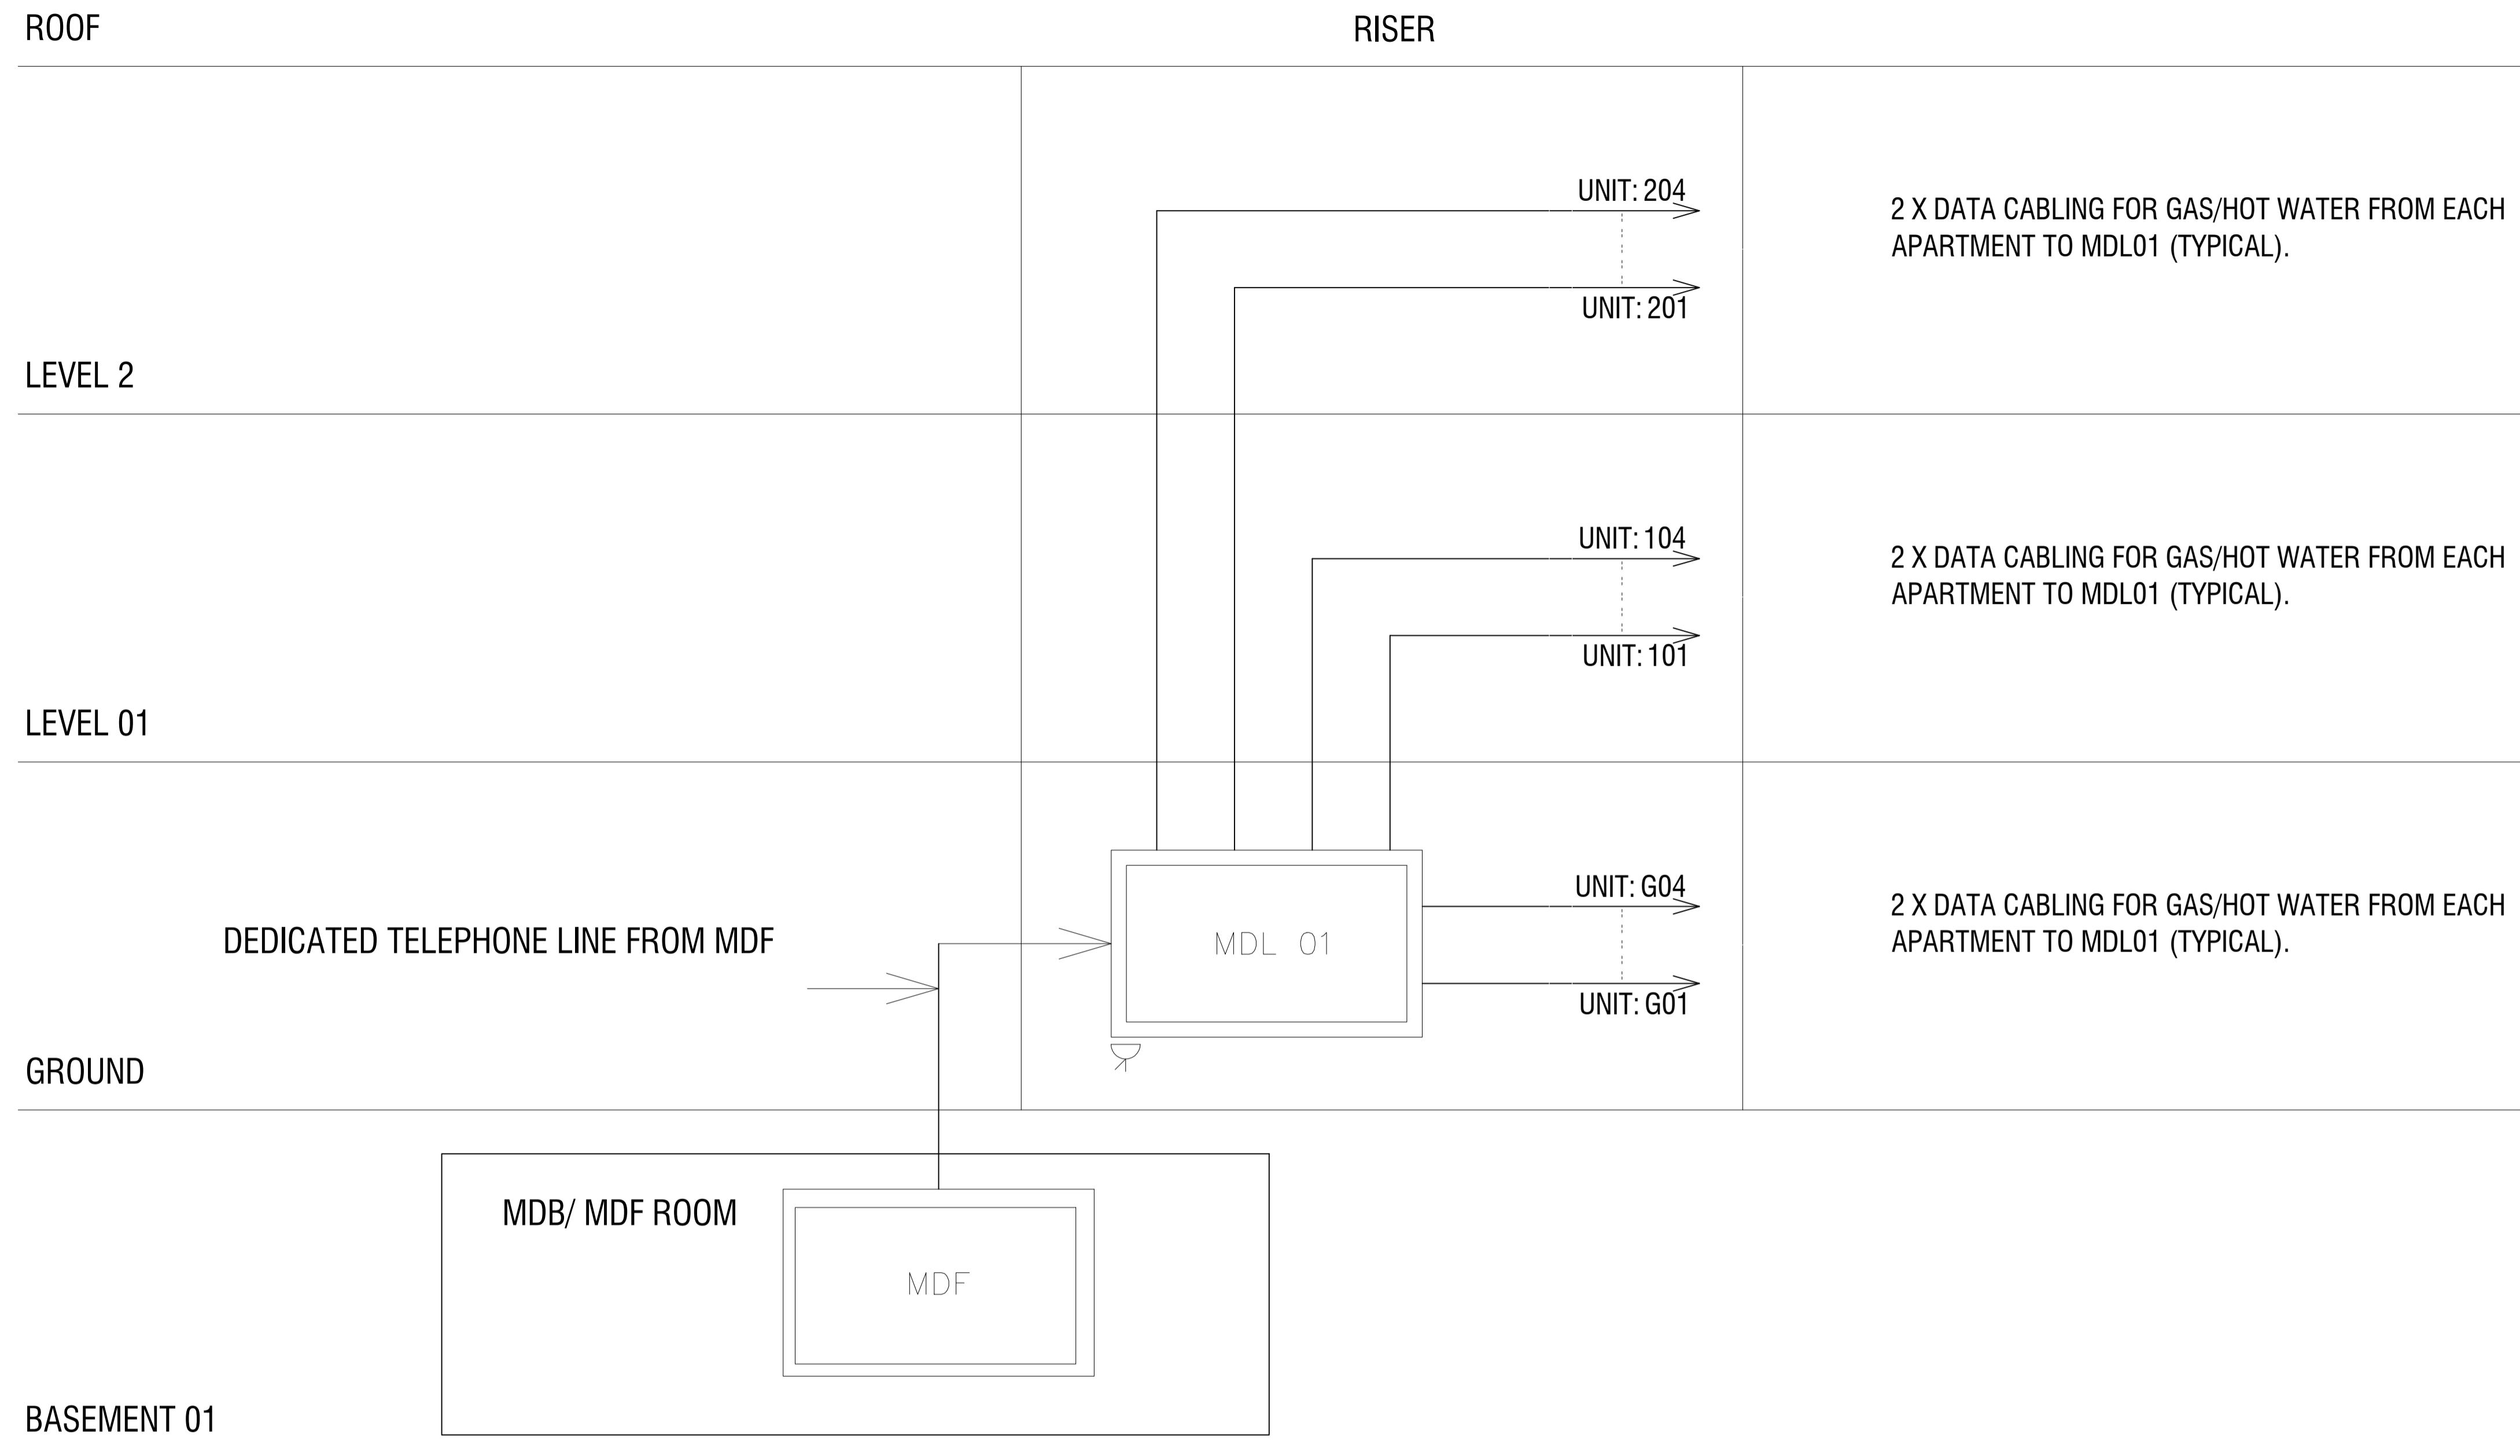 ROOF
RISER
UNIT: 204
2 X DATA CABLING FOR GAS/HOT WATER FROM EACH
APARTMENT TO MDL01 (TYPICAL).
UNIT: 201
LEVEL 2
UNIT: 104
2 X DATA CABLING FOR GAS/HOT WATER FROM EACH
APARTMENT TO MDL01 (TYPICAL).
UNIT: 101
LEVEL 01
UNIT: G04
2 X DATA CABLING FOR GAS/HOT WATER FROM EACH
APARTMENT TO MDL01 (TYPICAL).
DEDICATED TELEPHONE LINE FROM MDF
MDL 01
UNIT: G01
GROUND
MDB/ MDF ROOM
MDF
BASEMENT 01